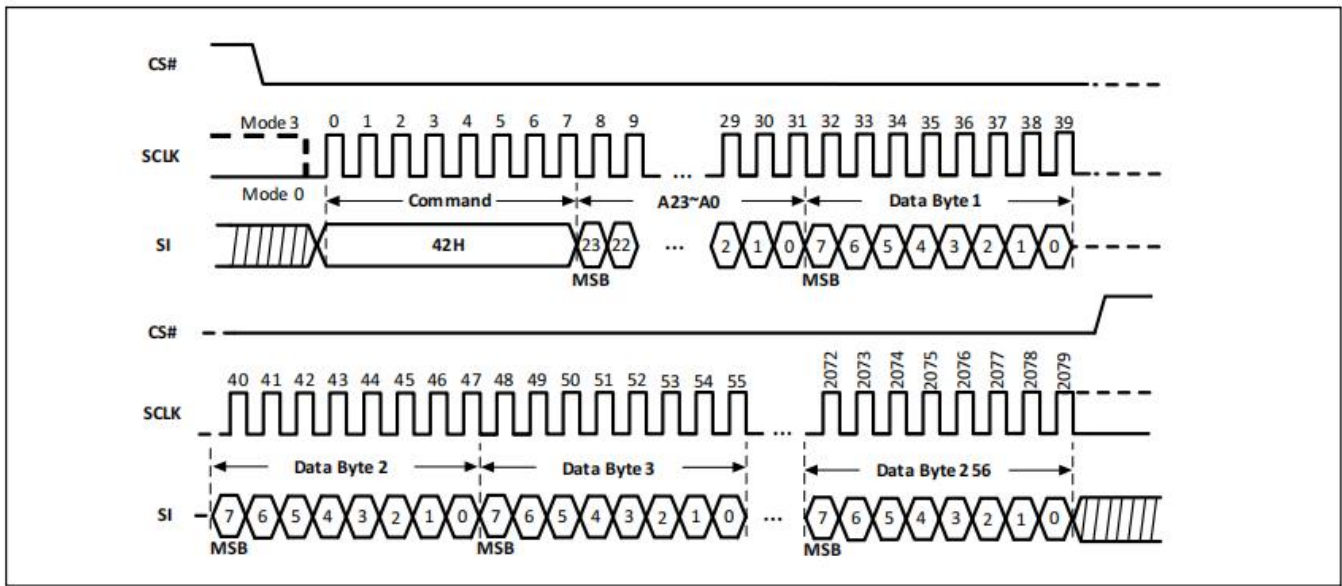 CS#
Mode 3 0 1 2 3 4 5 6 7 8 9 29 30 31 32 33 34 35 36 37 38 39
SCLK ...
Mode 0 Command A23~A0 Data Byte 1
SI 42H 23 22 ... 2 1 0 7 6 5 4 3 2 1 0
MSB MSB
CS#
40 41 42 43 44 45 46 47 48 49 50 51 52 53 54 55 2072 2073 2074 2075 2076 2077 2078 2079
SCLK ...
Data Byte 2 Data Byte 3 Data Byte 256
SI 7 6 5 4 3 2 1 0 7 6 5 4 3 2 1 0 ... 7 6 5 4 3 2 1 0
MSB MSB MSB